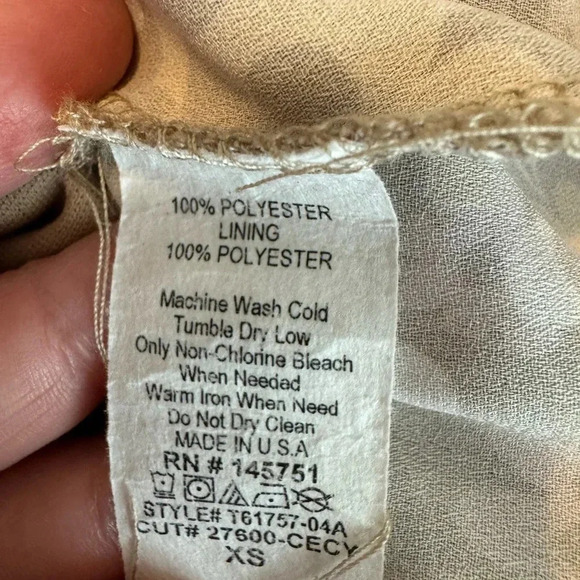 100% POLYESTER
LINING
100% POLYESTER
Machine Wash Cold
Tumble Dry Low
Only Non-Chlorine Bleach
When Needed
Warm Iron When Need
Do Not Dry Clean
MADE IN U.S.A
RN # 145751
STYLE# T61757-04A
CUT# 27600-CECY
XS